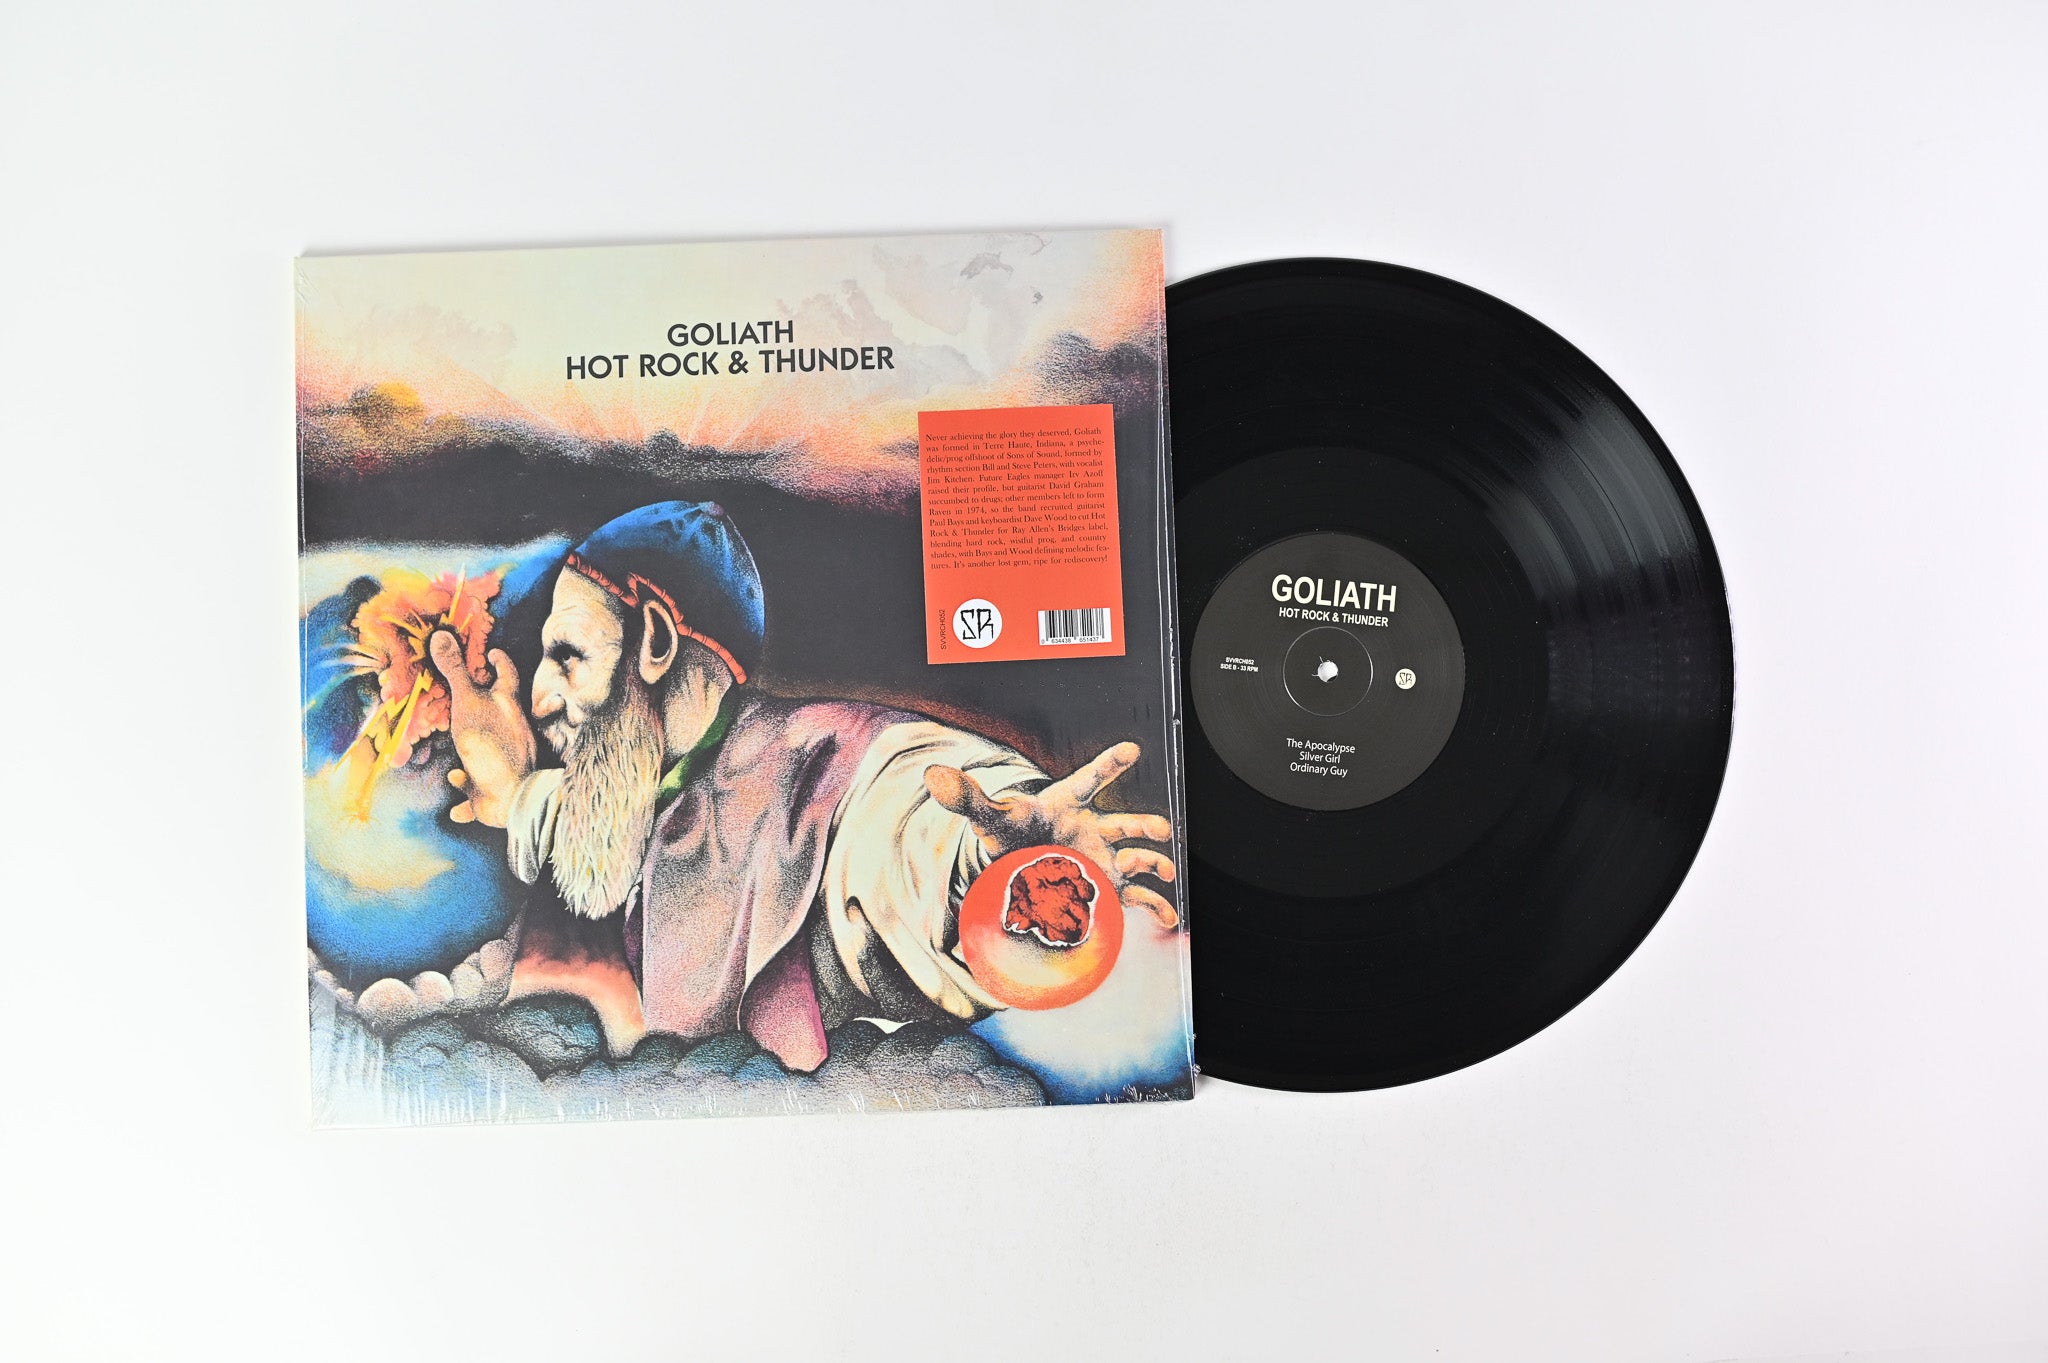 GOLIATH
HOT ROCK & THUNDER
Never achieving the glory they deserved, Goliath
was formed in Terre Haute, Indiana, a psyche-
delic/prog offshoot of Sons of Sound, formed by
rhythm section Bill and Steve Peters, with vocalist
Jim Kitchen. Future Eagles manager Irv Azoff
raised their profile, but guitarist David Graham
succumbed to drugs; other members left to form
Raven in 1974, so the band recruited guitarist
Paul Bays and keyboardist Dave Wood to cut Hot
Rock & Thunder for Ray Allen's Bridges label,
blending hard rock, wistful prog, and country
shades, with Bays and Wood defining melodic fea-
tures. It's another lost gem, ripe for rediscovery!
SVVRCH052
SR
0 634438 651437
GOLIATH
HOT ROCK & THUNDER
SVVRCH052
SIDE B - 33 RPM
SR
The Apocalypse
Silver Girl
Ordinary Guy